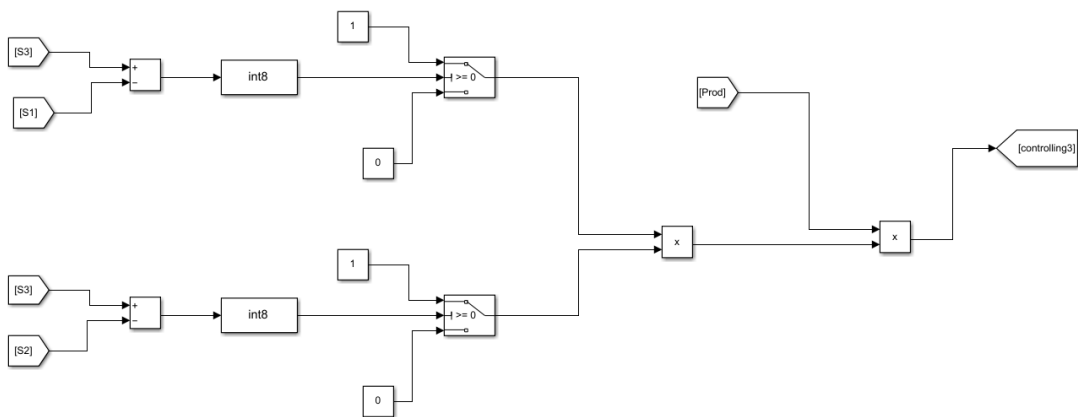 1
[S3]
+
−
int8
>= 0
[S1]
0
[Prod]
[controlling3]
x
x
1
[S3]
+
−
int8
>= 0
[S2]
0